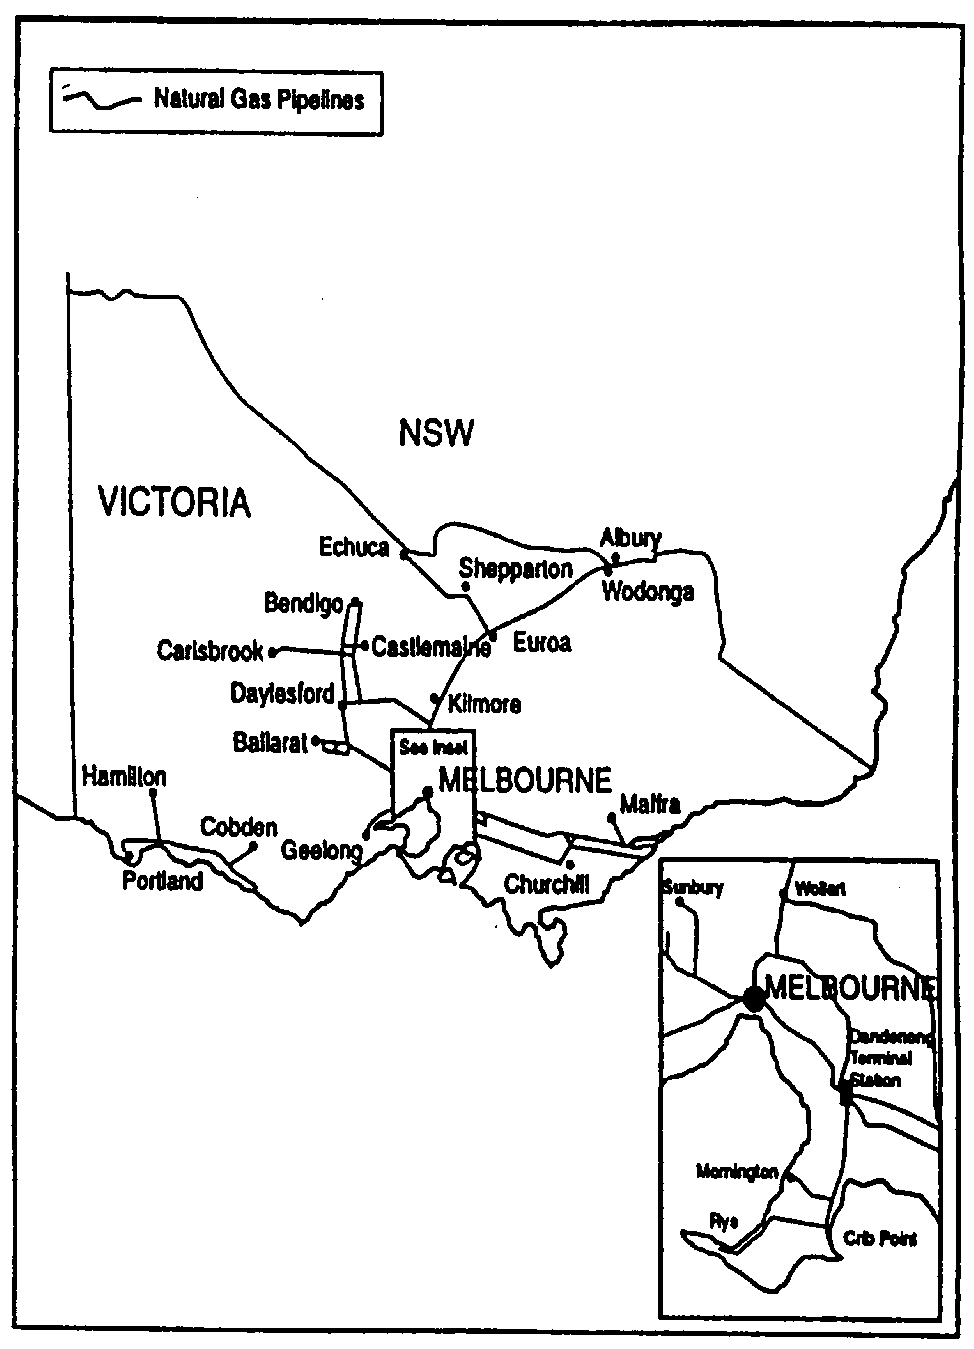 Natural Gas Pipelines
NSW
VICTORIA
Echuca
Albury
Shepparton
Wodonga
Bendigo
Carlsbrook
Castlemaine
Euroa
Daylesford
Kilmore
Ballarat
See Inset
Hamilton
MELBOURNE
Maffra
Cobden
Geelong
Portland
Churchill
Sunbury
Wollert
MELBOURNE
Dandenong
Terminal
Station
Mornington
Rye
Crib Point